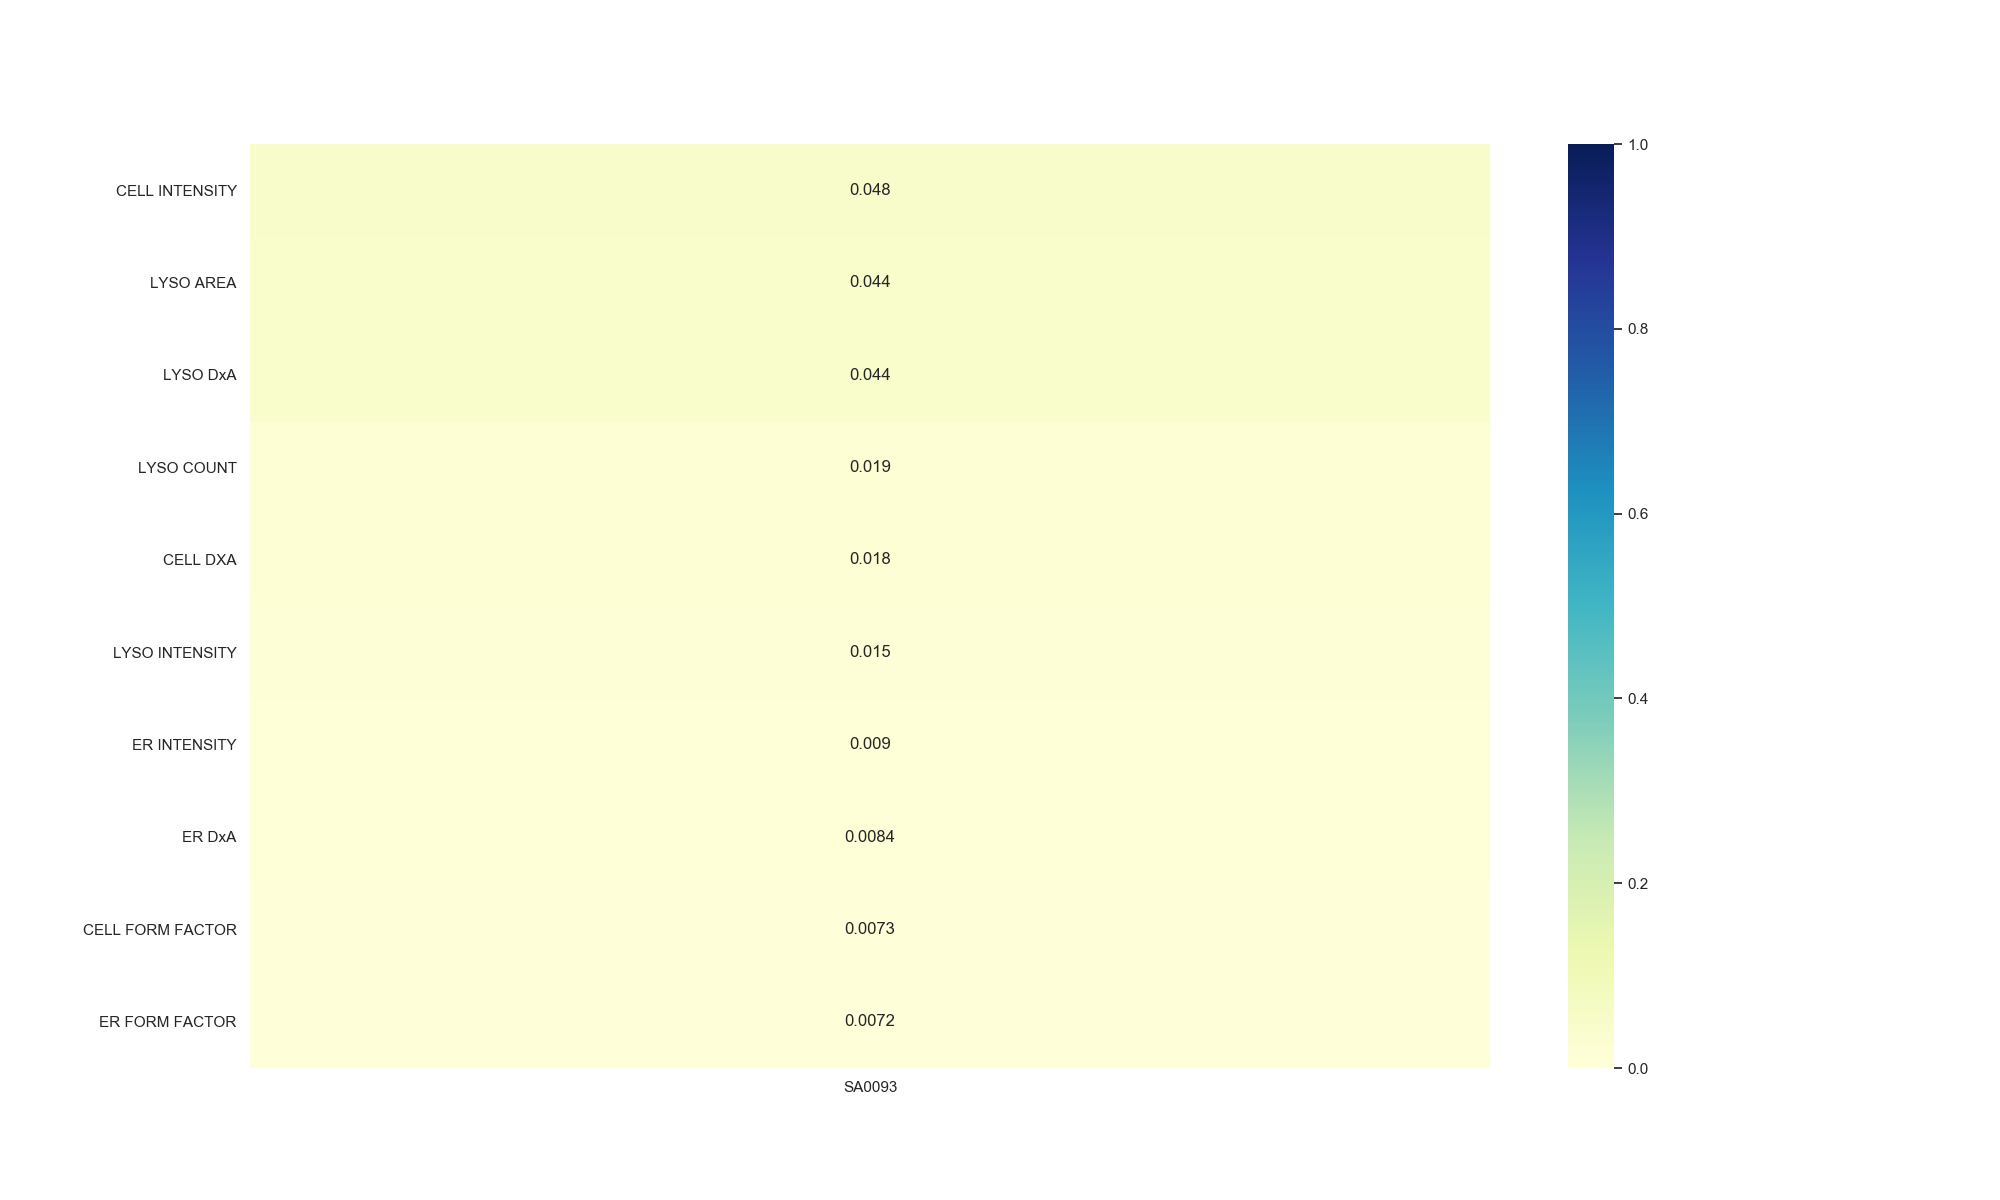 CELL INTENSITY 0.048
LYSO AREA 0.044
LYSO DxA 0.044
LYSO COUNT 0.019
CELL DXA 0.018
LYSO INTENSITY 0.015
ER INTENSITY 0.009
ER DxA 0.0084
CELL FORM FACTOR 0.0073
ER FORM FACTOR 0.0072
SA0093
1.0
0.8
0.6
0.4
0.2
0.0